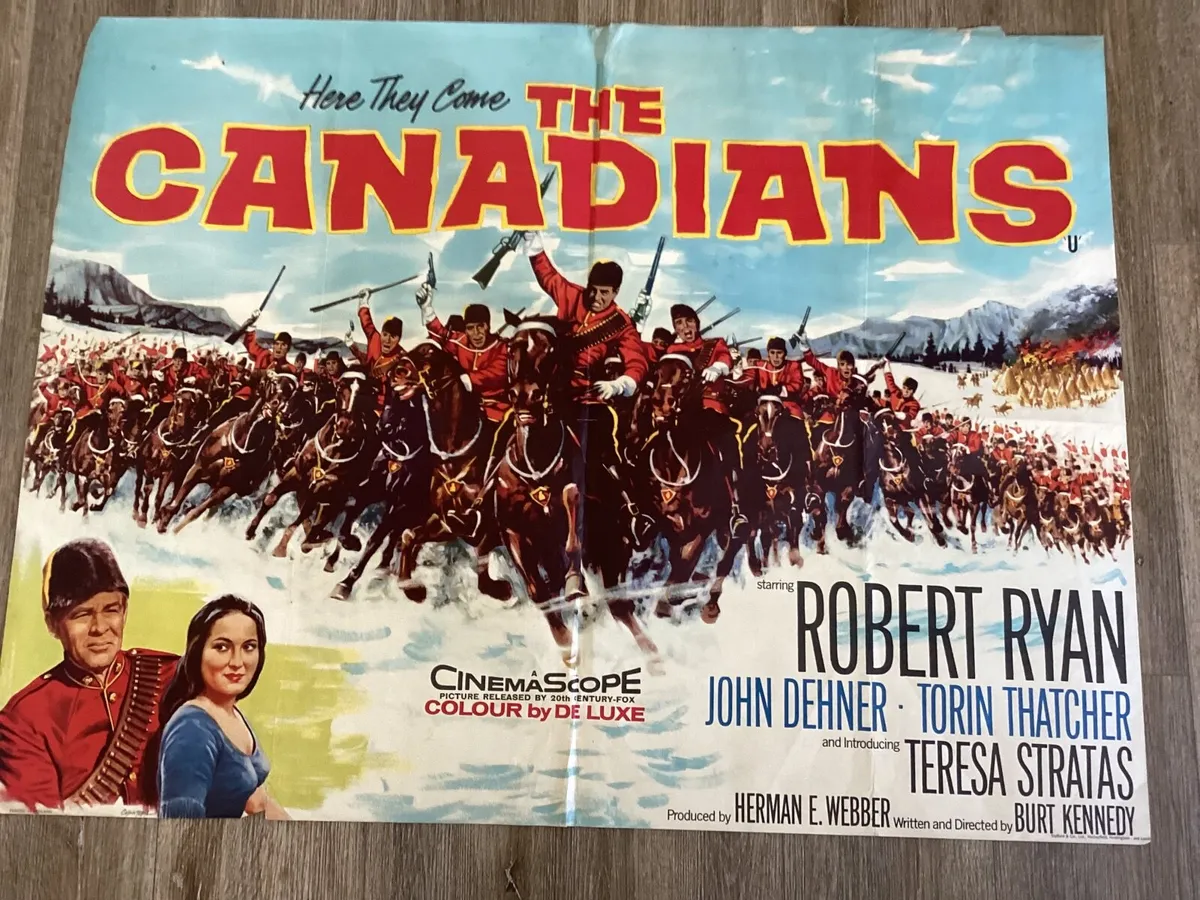 Here They Come THE
CANADIANS
'U'
starring ROBERT RYAN
JOHN DEHNER · TORIN THATCHER
and Introducing TERESA STRATAS
A
CINEMASCOPE
PICTURE RELEASED BY 20th CENTURY-FOX
COLOUR by DE LUXE
Produced by HERMAN E. WEBBER Written and Directed by BURT KENNEDY